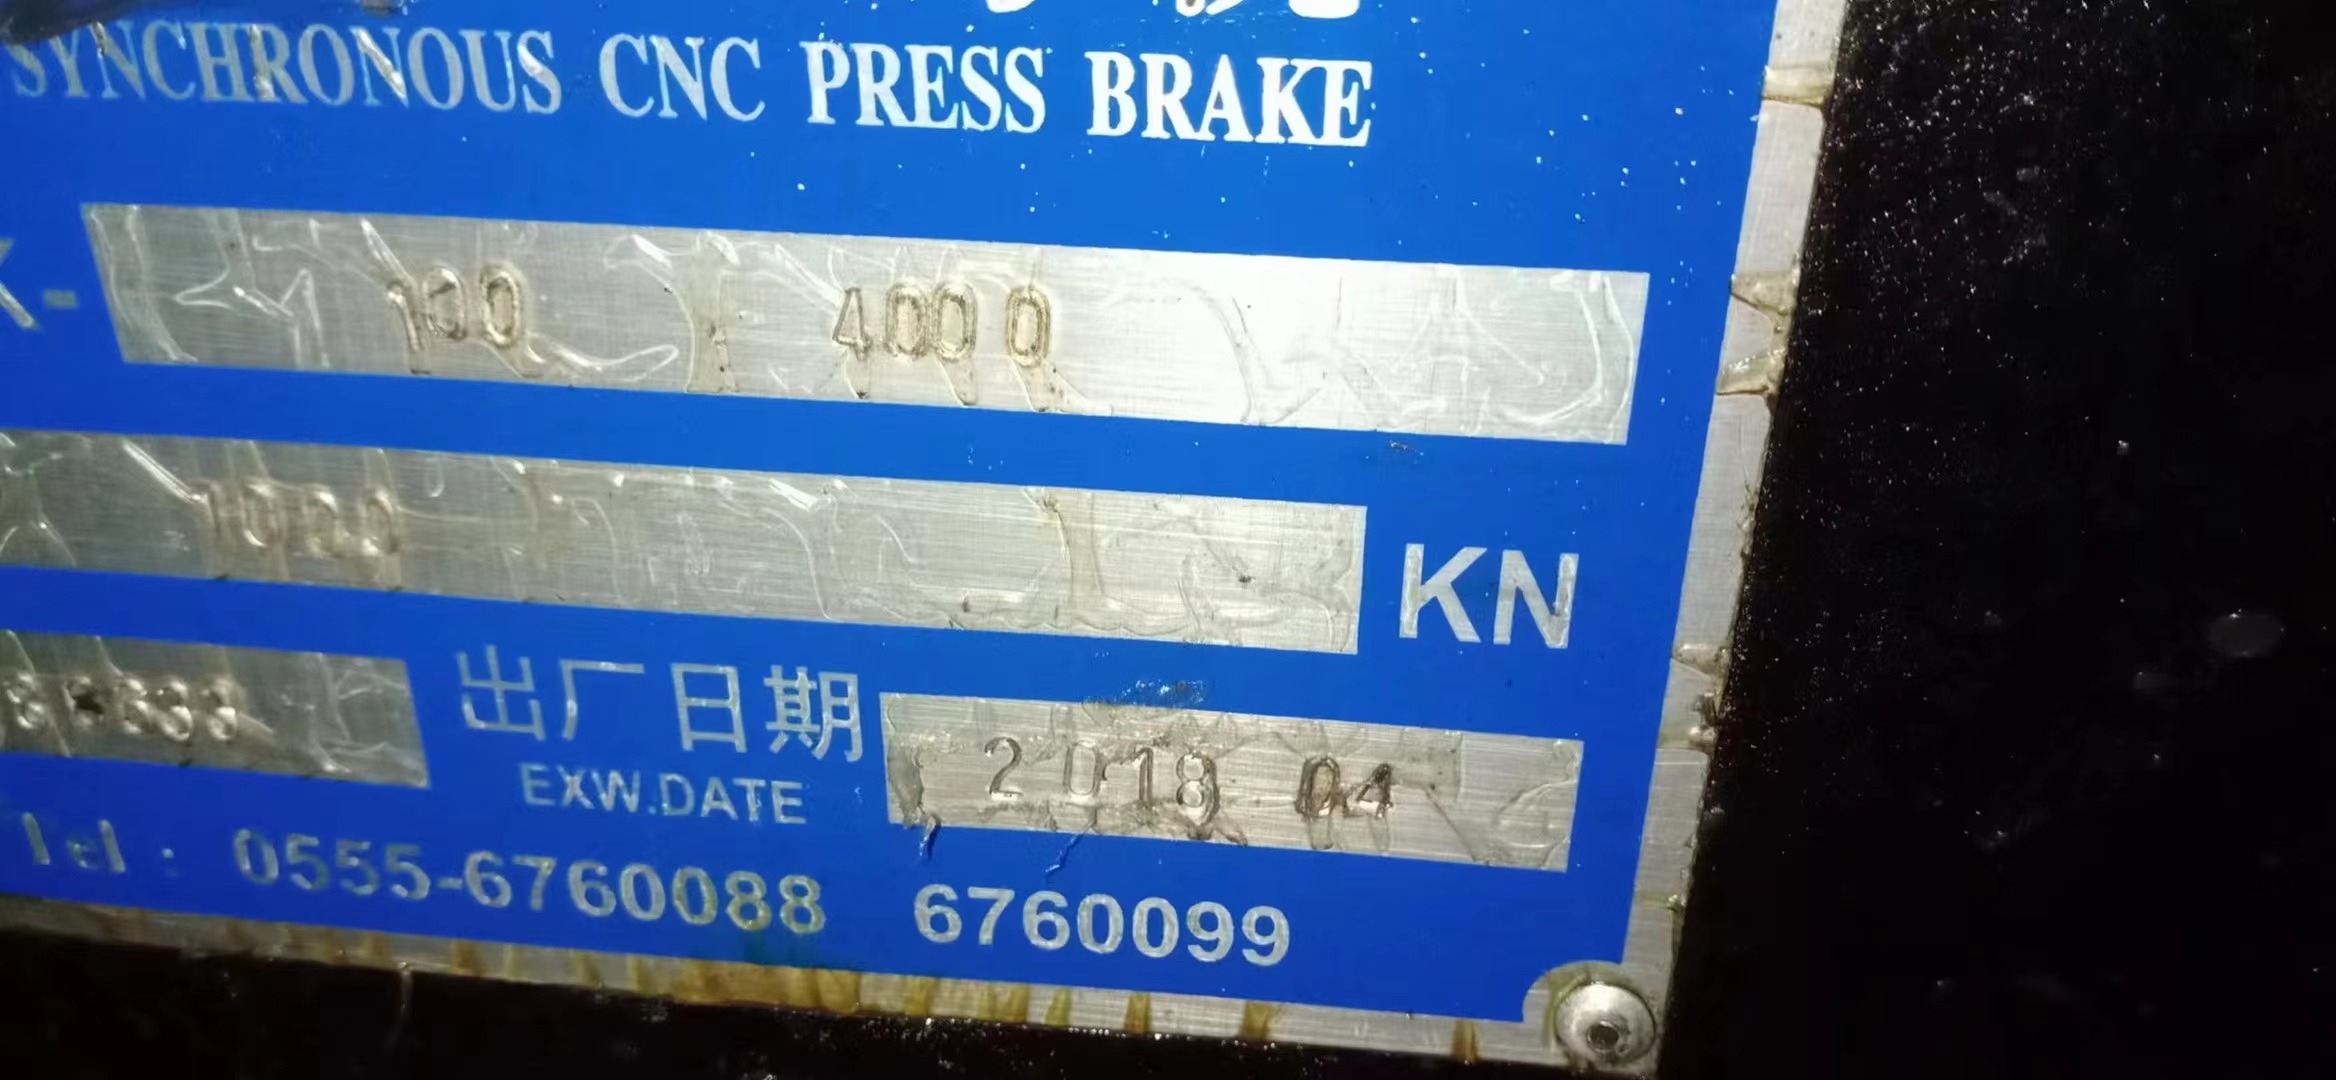 SYNCHRONOUS CNC PRESS BRAKE
K- 100 / 4000
1000 KN
出厂日期 2018 04
EXW.DATE
Tel : 0555-6760088 6760099